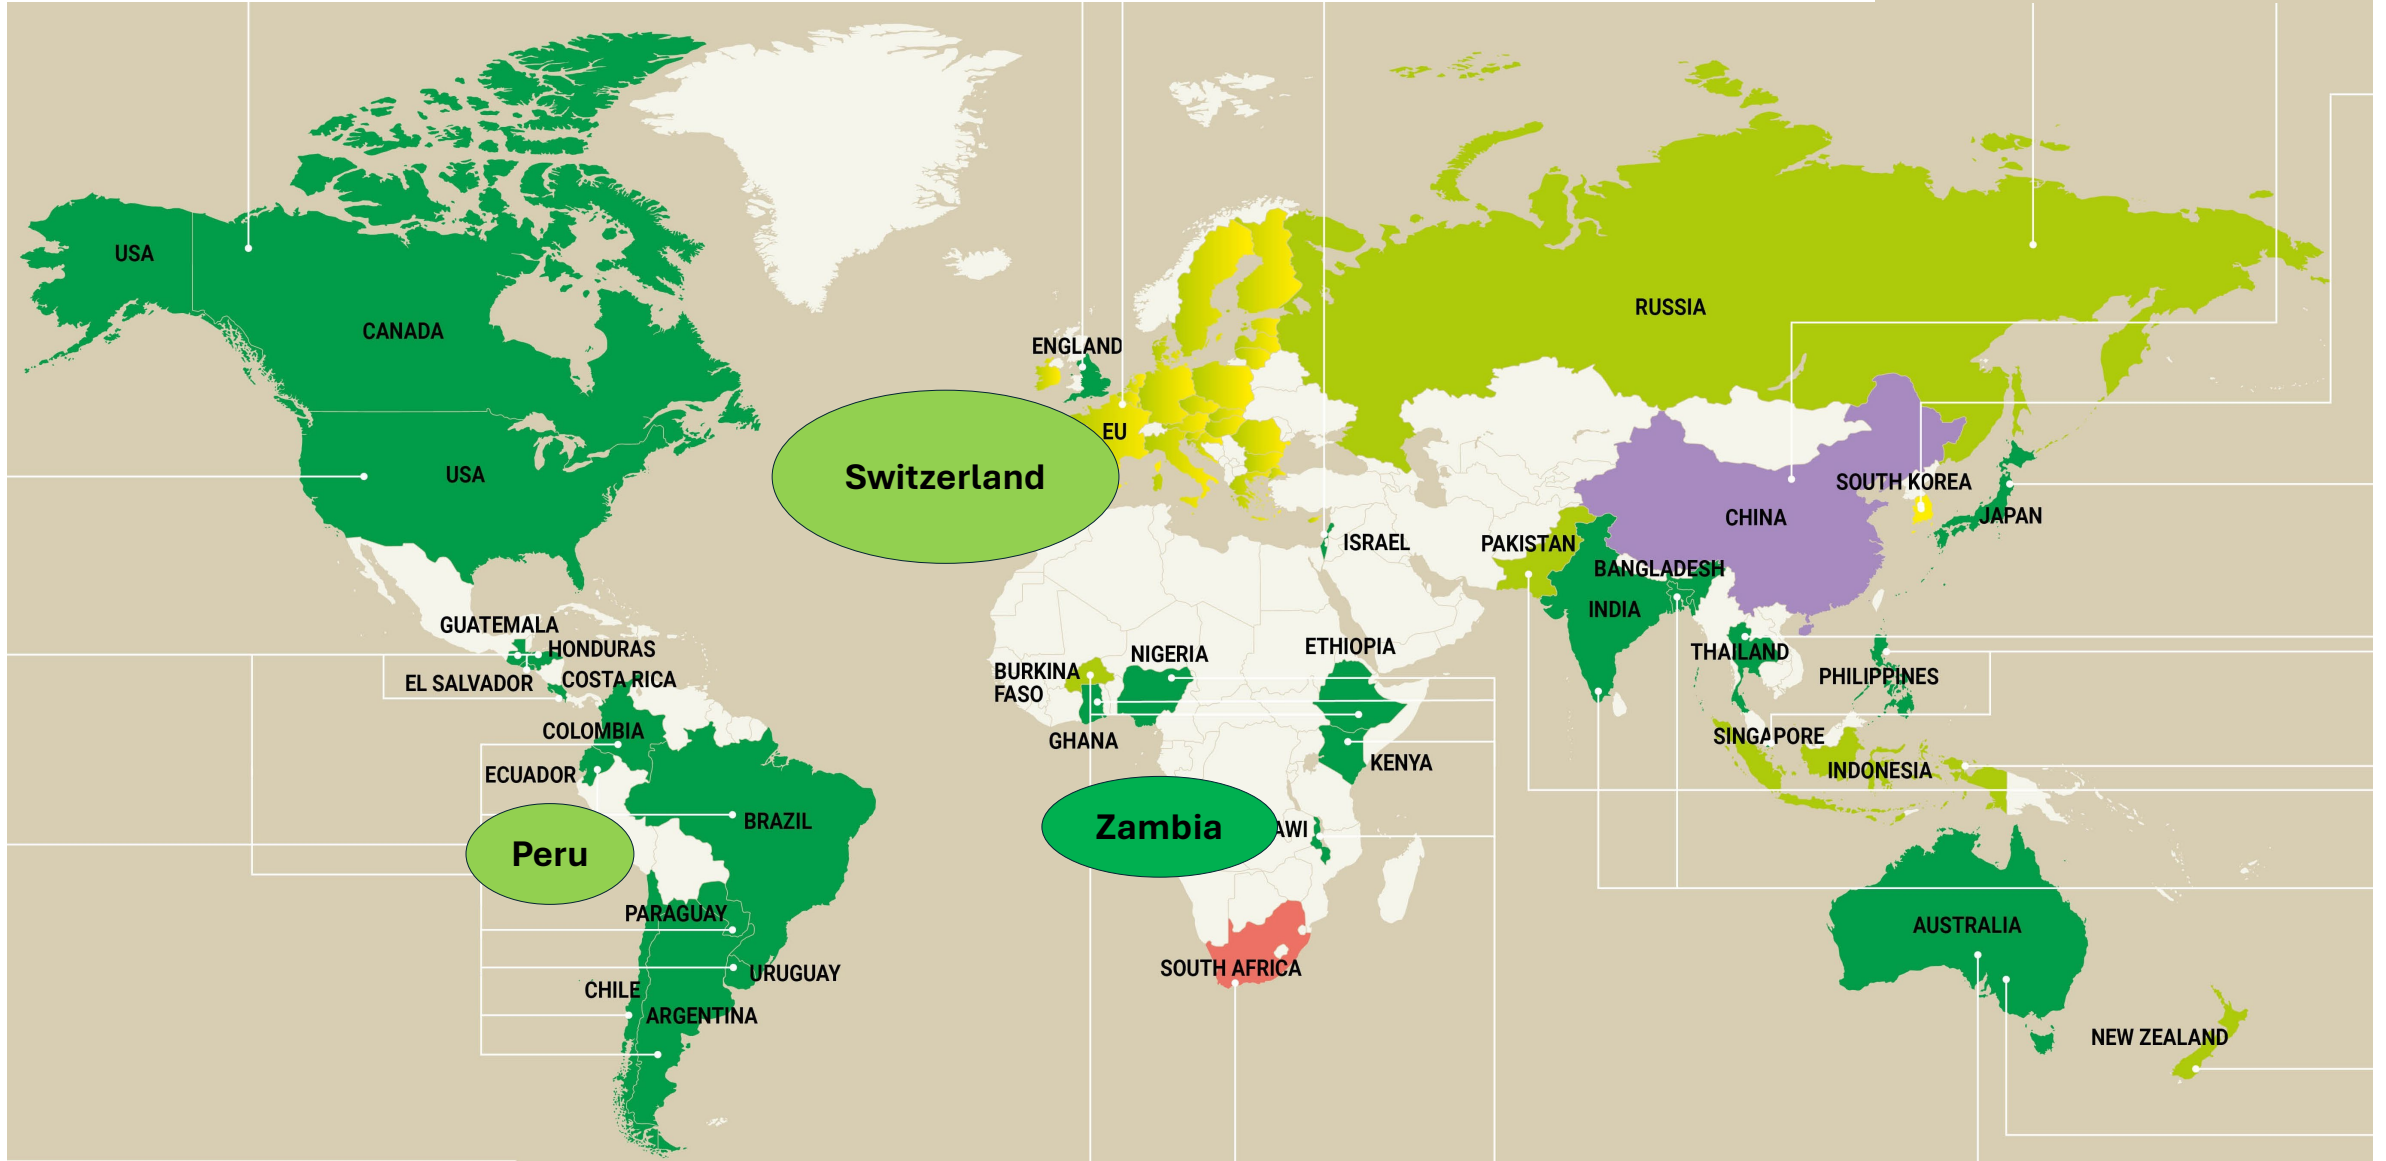 USA
CANADA
USA
RUSSIA
ENGLAND
EU
Switzerland
SOUTH KOREA
JAPAN
CHINA
ISRAEL
PAKISTAN
BANGLADESH
INDIA
GUATEMALA
HONDURAS
EL SALVADOR
COSTA RICA
COLOMBIA
ECUADOR
BRAZIL
Peru
PARAGUAY
URUGUAY
CHILE
ARGENTINA
BURKINA
FASO
NIGERIA
ETHIOPIA
GHANA
KENYA
Zambia
AWI
SOUTH AFRICA
THAILAND
PHILIPPINES
SINGAPORE
INDONESIA
AUSTRALIA
NEW ZEALAND